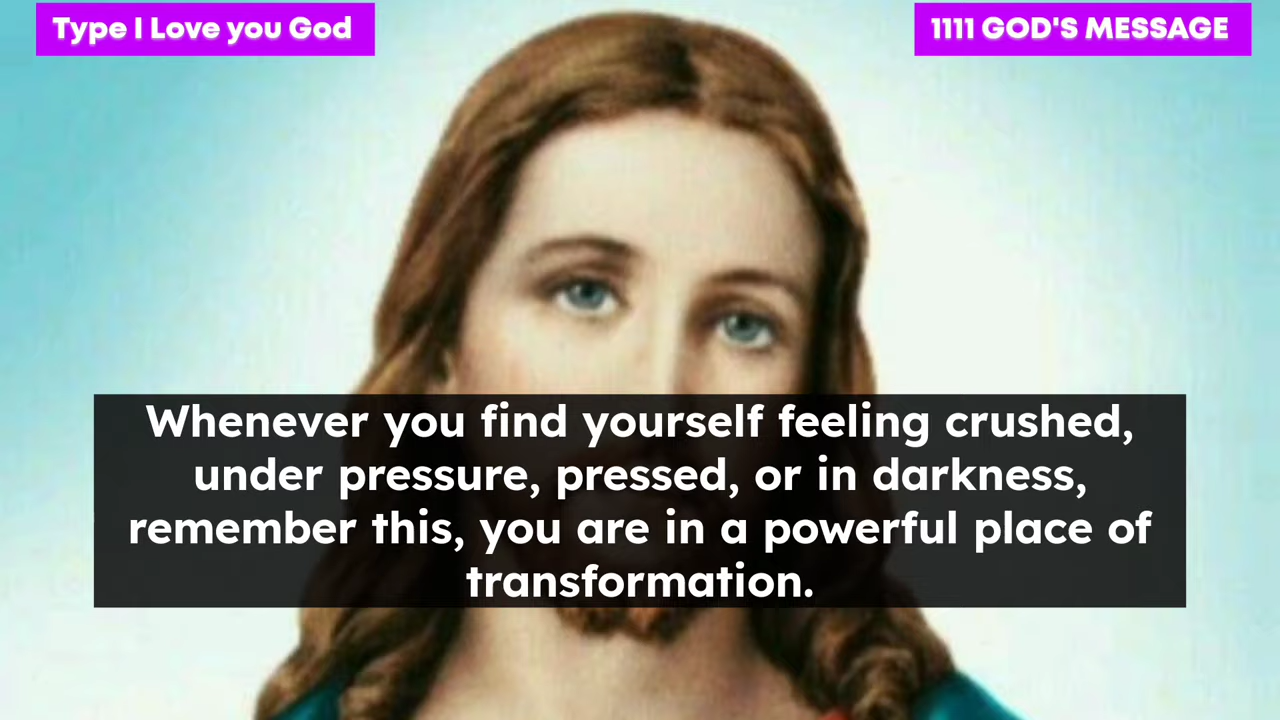 Type I Love you God
1111 GOD'S MESSAGE
Whenever you find yourself feeling crushed,
under pressure, pressed, or in darkness,
remember this, you are in a powerful place of
transformation.